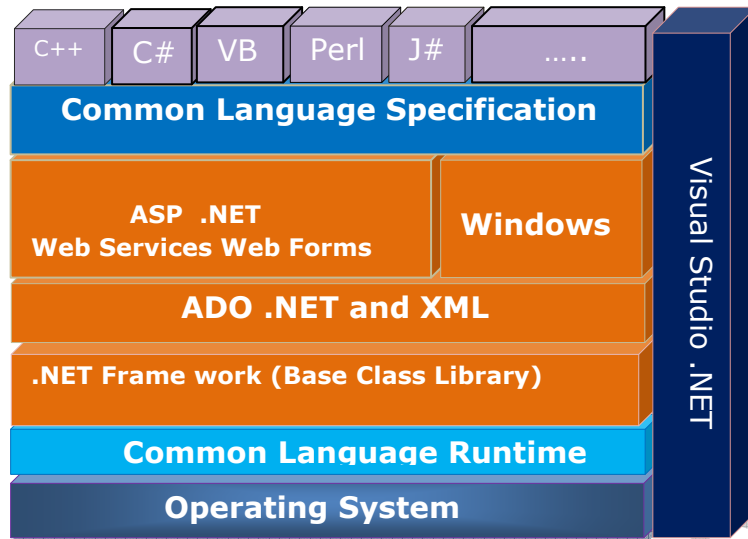 C++ C# VB Perl J# .....
Common Language Specification
ASP .NET
Web Services Web Forms
Windows
ADO .NET and XML
.NET Frame work (Base Class Library)
Common Language Runtime
Operating System
Visual Studio .NET